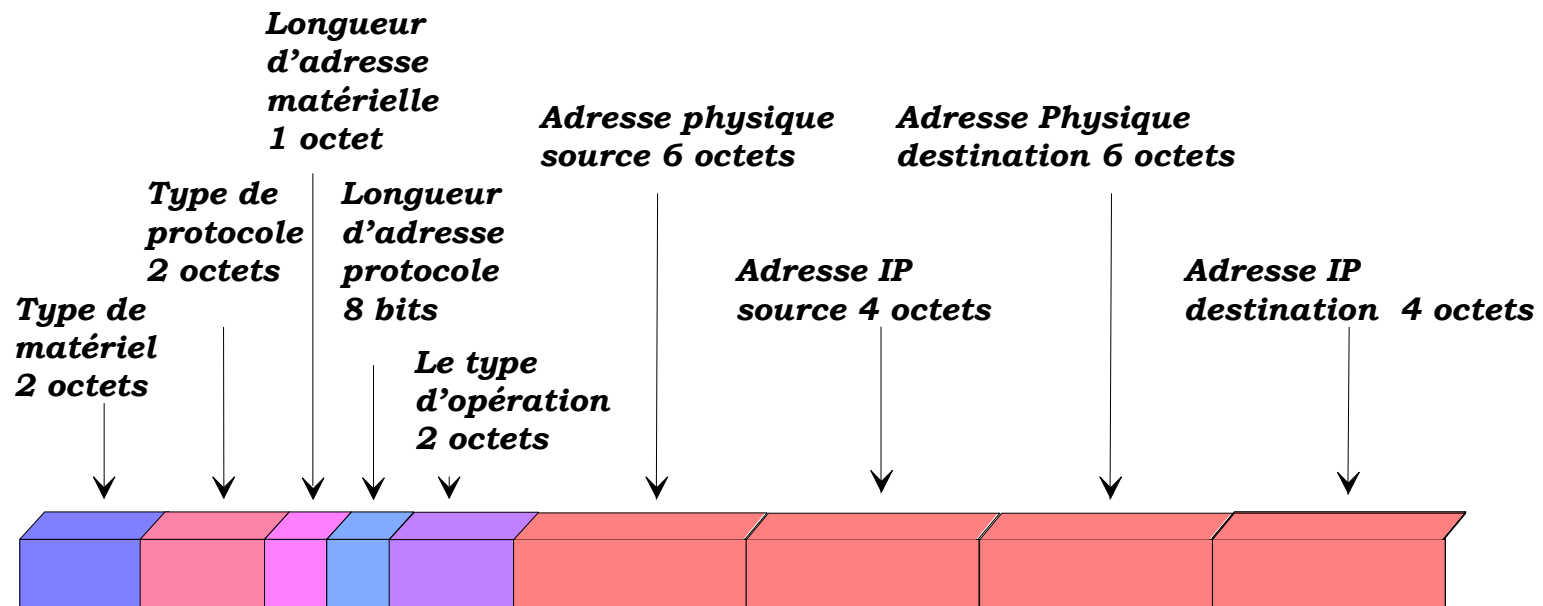 Type de
matériel
2 octets
Type de
protocole
2 octets
Longueur
d’adresse
matérielle
1 octet
Longueur
d’adresse
protocole
8 bits
Le type
d’opération
2 octets
Adresse physique
source 6 octets
Adresse IP
source 4 octets
Adresse Physique
destination 6 octets
Adresse IP
destination 4 octets